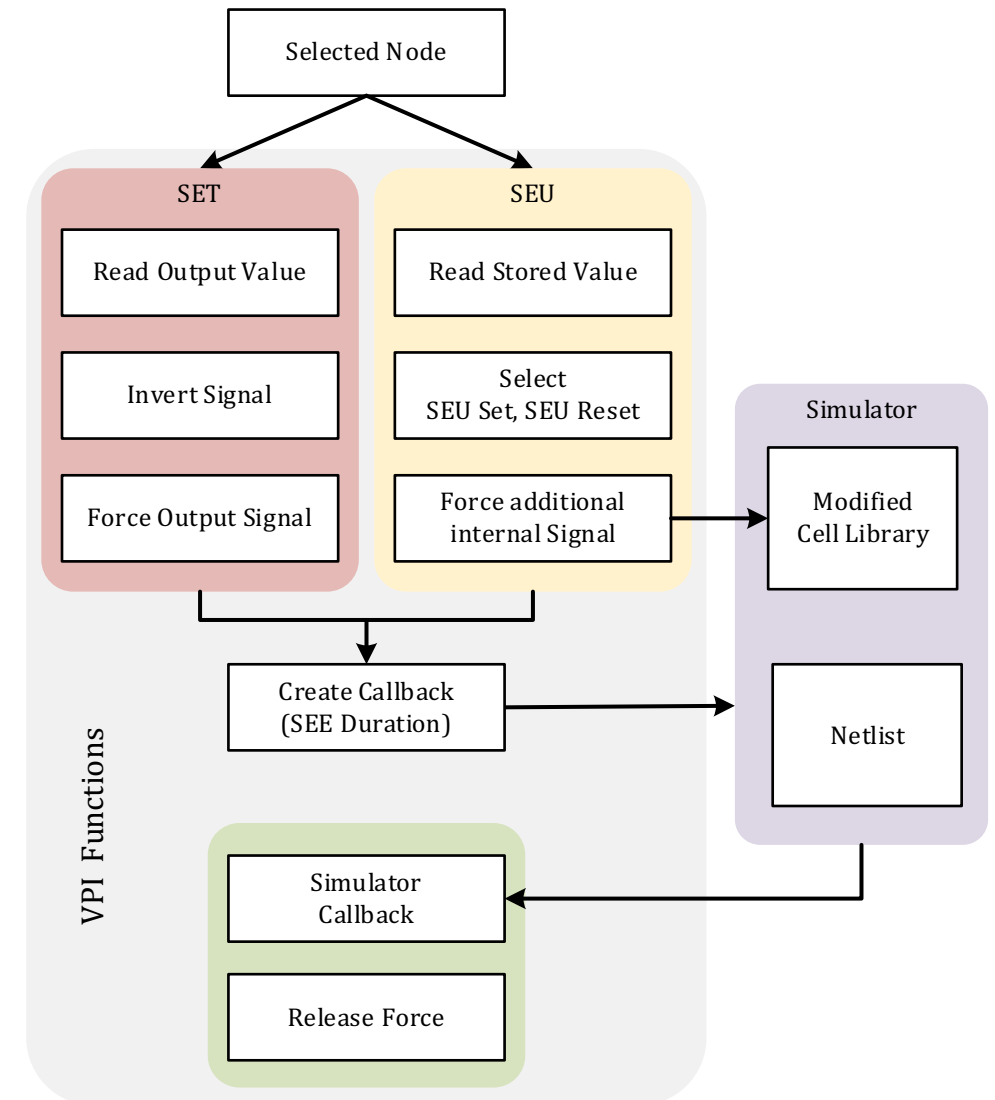 Selected Node
SET
Read Output Value
Invert Signal
Force Output Signal
SEU
Read Stored Value
Select
SEU Set, SEU Reset
Force additional
internal Signal
Simulator
Modified
Cell Library
Netlist
Create Callback
(SEE Duration)
VPI Functions
Simulator
Callback
Release Force